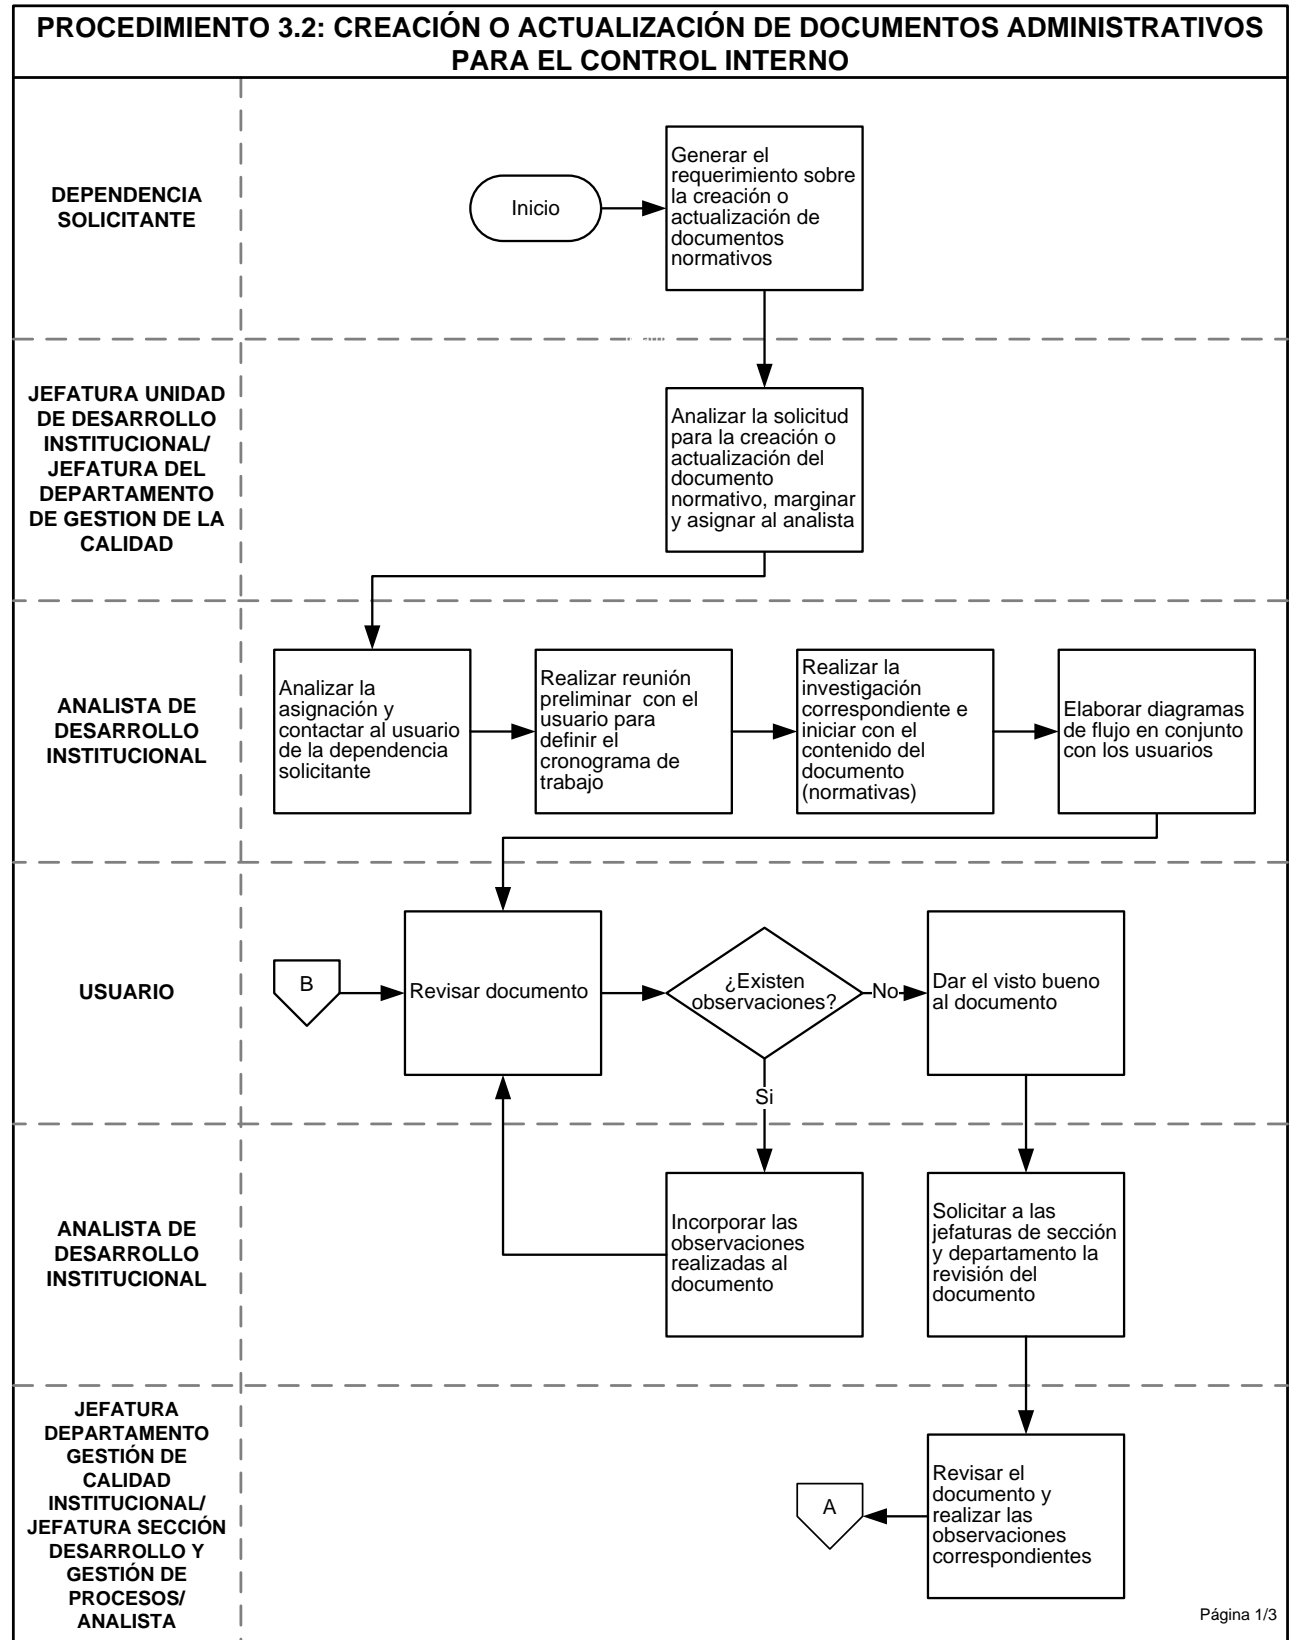 PROCEDIMIENTO 3.2: CREACIÓN O ACTUALIZACIÓN DE DOCUMENTOS ADMINISTRATIVOS
PARA EL CONTROL INTERNO
DEPENDENCIA
SOLICITANTE
Inicio
Generar el
requerimiento sobre
la creación o
actualización de
documentos
normativos
JEFATURA UNIDAD
DE DESARROLLO
INSTITUCIONAL/
JEFATURA DEL
DEPARTAMENTO
DE GESTION DE LA
CALIDAD
Analizar la solicitud
para la creación o
actualización del
documento
normativo, marginar
y asignar al analista
ANALISTA DE
DESARROLLO
INSTITUCIONAL
Analizar la
asignación y
contactar al usuario
de la dependencia
solicitante
Realizar reunión
preliminar con el
usuario para
definir el
cronograma de
trabajo
Realizar la
investigación
correspondiente e
iniciar con el
contenido del
documento
(normativas)
Elaborar diagramas
de flujo en conjunto
con los usuarios
USUARIO
B
Revisar documento
¿Existen
observaciones?
No
Dar el visto bueno
al documento
Si
ANALISTA DE
DESARROLLO
INSTITUCIONAL
Incorporar las
observaciones
realizadas al
documento
Solicitar a las
jefaturas de sección
y departamento la
revisión del
documento
JEFATURA
DEPARTAMENTO
GESTIÓN DE
CALIDAD
INSTITUCIONAL/
JEFATURA SECCIÓN
DESARROLLO Y
GESTIÓN DE
PROCESOS/
ANALISTA
A
Revisar el
documento y
realizar las
observaciones
correspondientes
Página 1/3